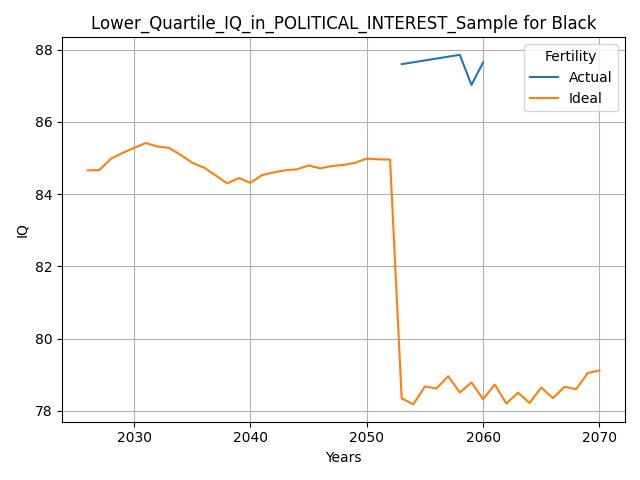 Lower_Quartile_IQ_in_POLITICAL_INTEREST_Sample for Black
Fertility
Actual
Ideal
88
86
84
82
80
78
IQ
2030 2040 2050 2060 2070
Years